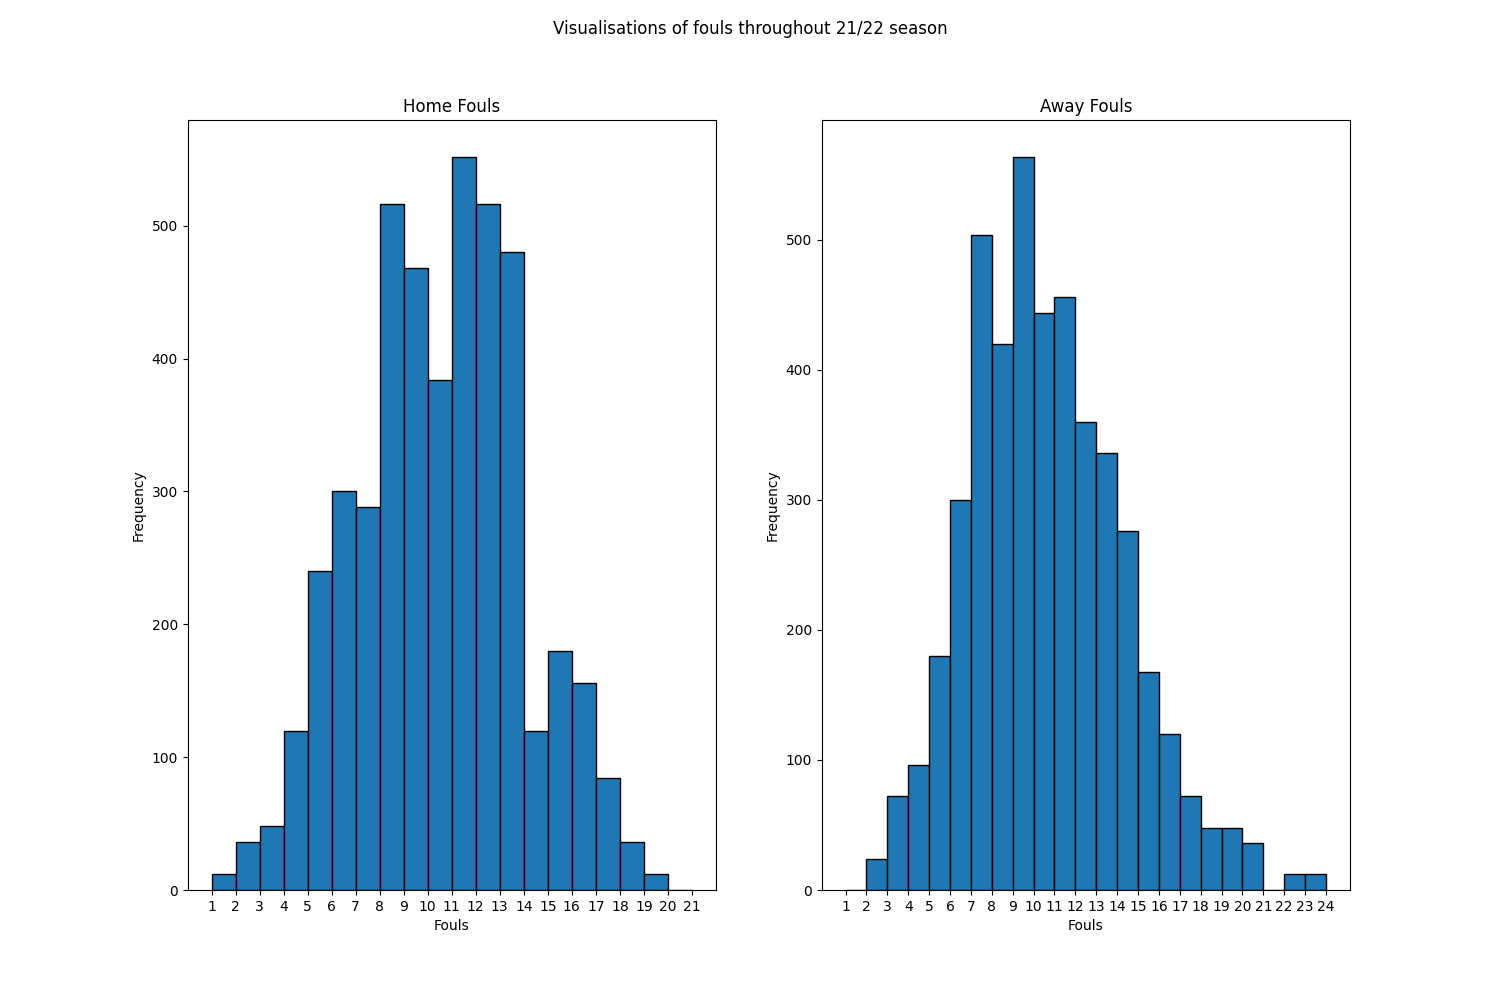 Visualisations of fouls throughout 21/22 season
Home Fouls
Frequency
500
400
300
200
100
0
1 2 3 4 5 6 7 8 9 10 11 12 13 14 15 16 17 18 19 20 21
Fouls
Away Fouls
Frequency
500
400
300
200
100
0
1 2 3 4 5 6 7 8 9 10 11 12 13 14 15 16 17 18 19 20 21 22 23 24
Fouls